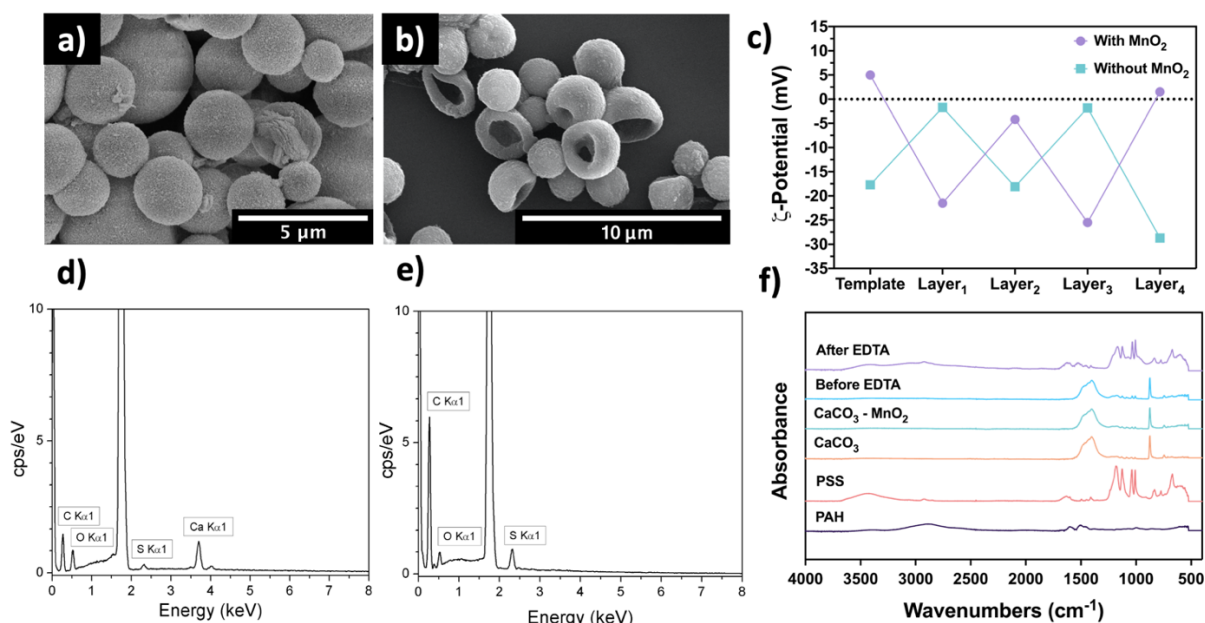 a)
5 μm
b)
10 μm
c)
ζ-Potential (mV)
15
10
5
0
-5
-10
-15
-20
-25
-30
-35
With MnO₂
Without MnO₂
Template
Layer₁
Layer₂
Layer₃
Layer₄
d)
cps/eV
10
5
0
C Kα1
O Kα1
S Kα1
Ca Kα1
0 1 2 3 4 5 6 7 8
Energy (keV)
e)
cps/eV
10
5
0
C Kα1
O Kα1
S Kα1
0 1 2 3 4 5 6 7 8
Energy (keV)
f)
Absorbance
After EDTA
Before EDTA
CaCO₃ - MnO₂
CaCO₃
PSS
PAH
4000 3500 3000 2500 2000 1500 1000 500
Wavenumbers (cm⁻¹)